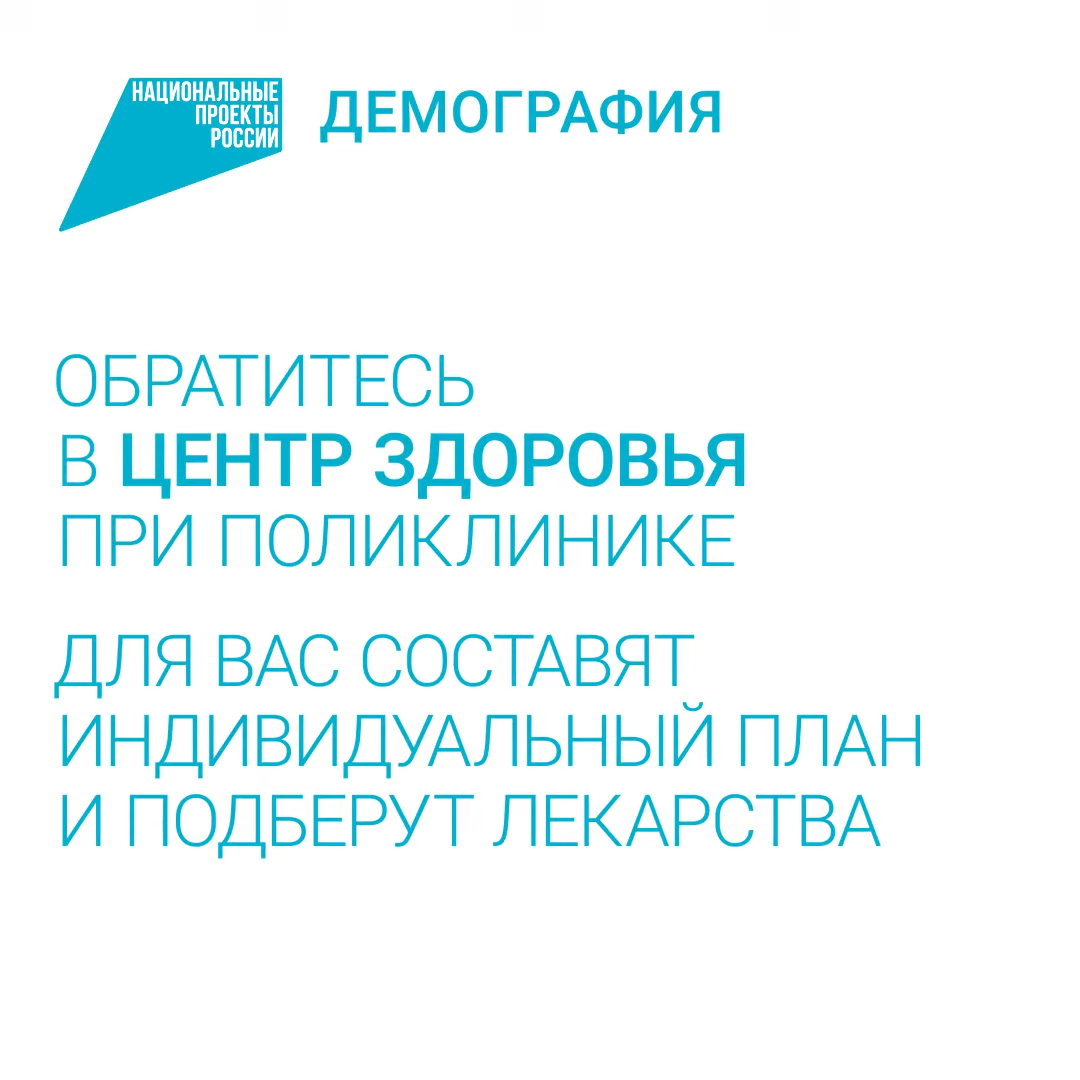 НАЦИОНАЛЬНЫЕ
ПРОЕКТЫ
РОССИИ
ДЕМОГРАФИЯ
ОБРАТИТЕСЬ
В ЦЕНТР ЗДОРОВЬЯ
ПРИ ПОЛИКЛИНИКЕ
ДЛЯ ВАС СОСТАВЯТ
ИНДИВИДУАЛЬНЫЙ ПЛАН
И ПОДБЕРУТ ЛЕКАРСТВА